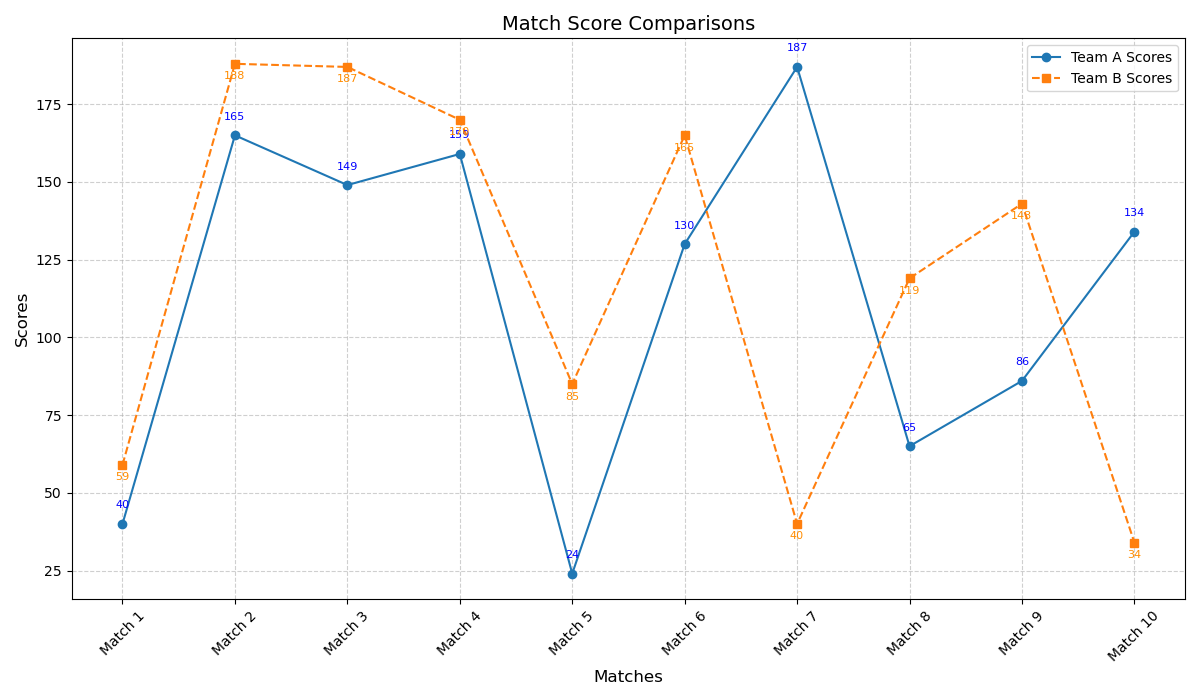 Match Score Comparisons
Team A Scores
Team B Scores
Scores
175
150
125
100
75
50
25
188
187
165
149
170
159
165
130
187
143
134
119
86
85
65
59
40
24
40
34
Match 1
Match 2
Match 3
Match 4
Match 5
Match 6
Match 7
Match 8
Match 9
Match 10
Matches